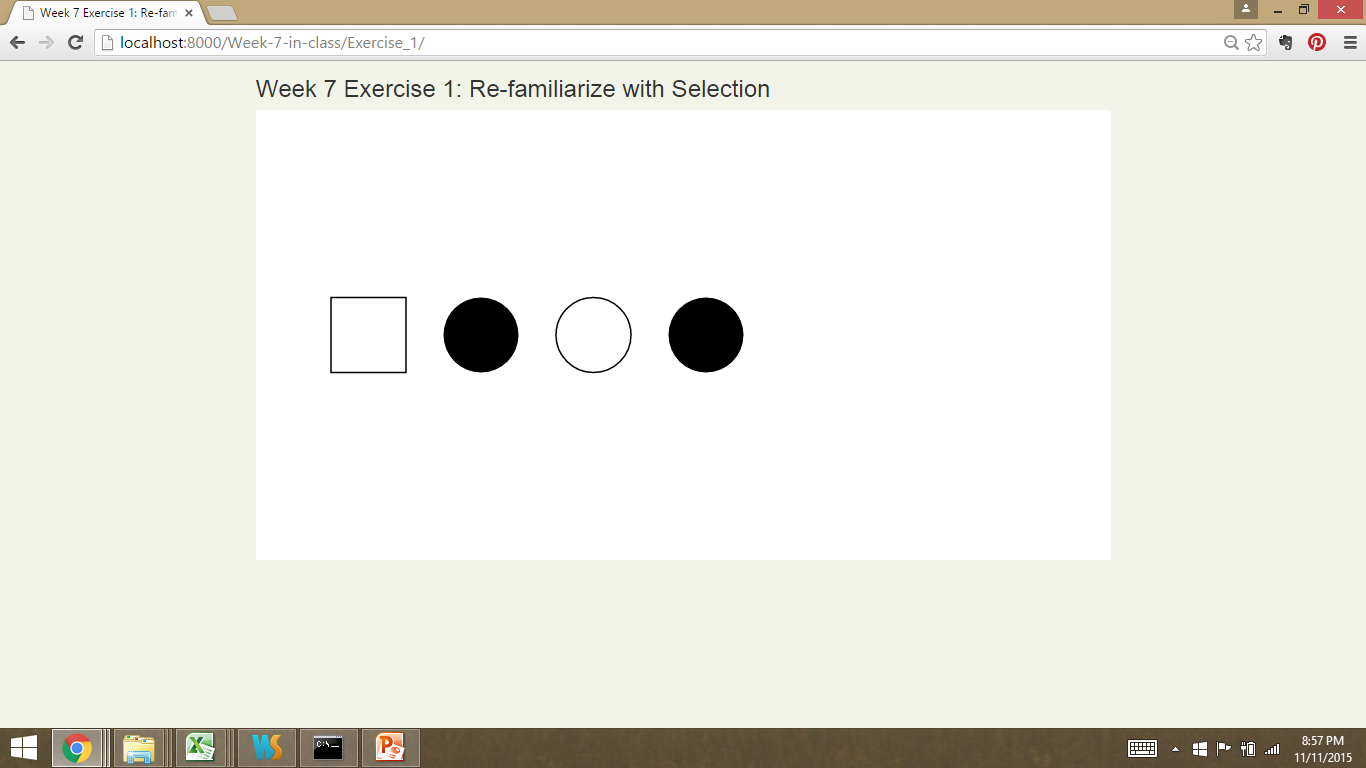 Week 7 Exercise 1: Re-fam
localhost:8000/Week-7-in-class/Exercise_1/
Week 7 Exercise 1: Re-familiarize with Selection
C:\
8:57 PM
11/11/2015